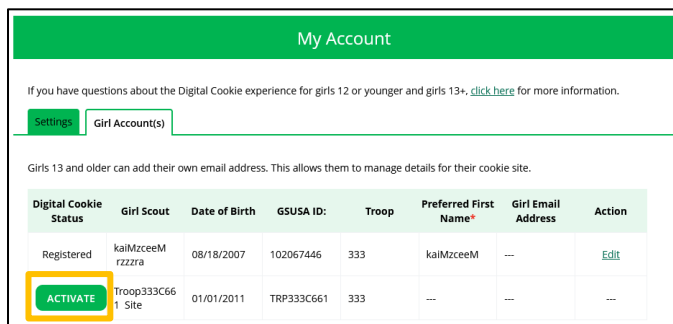 My Account
If you have questions about the Digital Cookie experience for girls 12 or younger and girls 13+, click here for more information.
Settings Girl Account(s)
Girls 13 and older can add their own email address. This allows them to manage details for their cookie site.
Digital Cookie Status Girl Scout Date of Birth GSUSA ID: Troop Preferred First Name* Girl Email Address Action
Registered kaiMzceeM rzzzra 08/18/2007 102067446 333 kaiMzceeM --- Edit
ACTIVATE Troop333C66 1 Site 01/01/2011 TRP333C661 333 --- --- ---